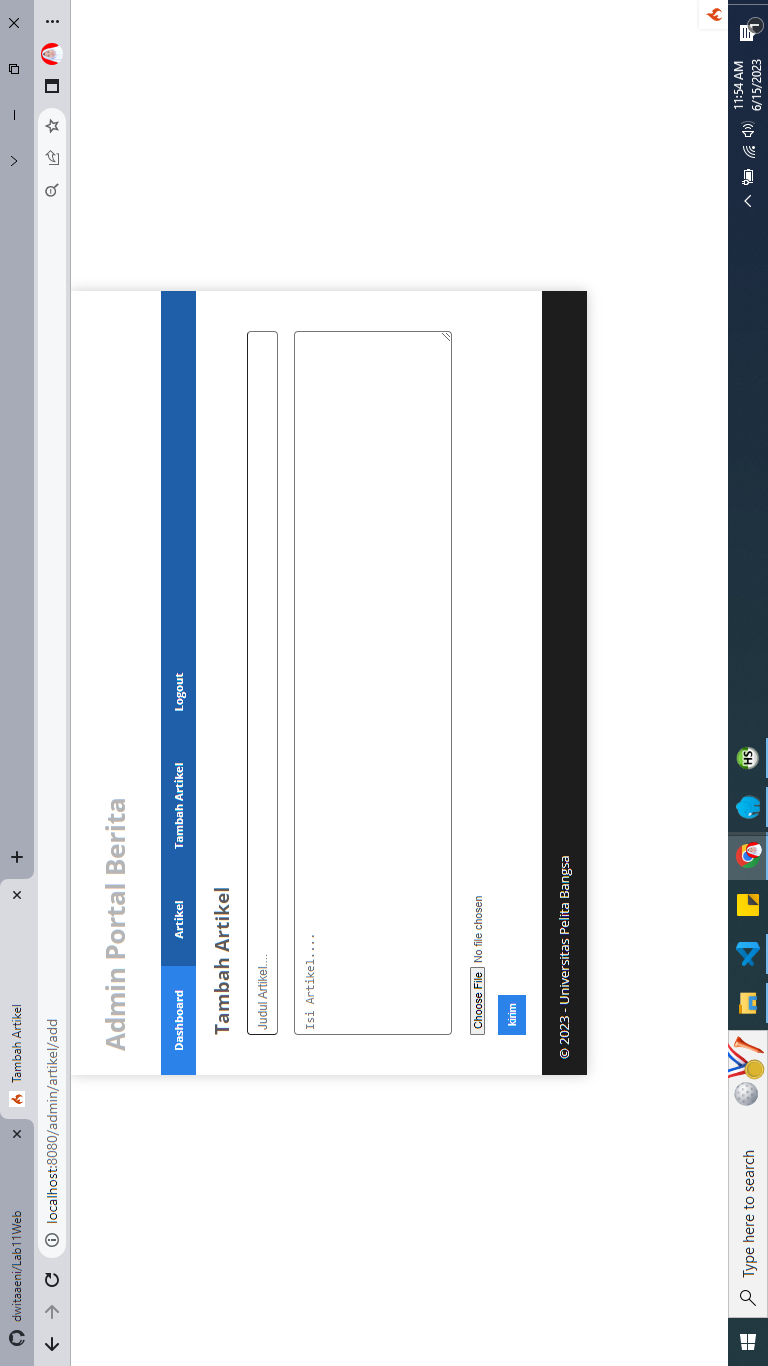 dwitaaeni/Lab11Web
Tambah Artikel
localhost:8080/admin/artikel/add
Admin Portal Berita
Dashboard Artikel Tambah Artikel Logout
Tambah Artikel
Judul Artikel....
Isi Artikel....
Choose File No file chosen
kirim
© 2023 - Universitas Pelita Bangsa
Type here to search
HS
11:54 AM
6/15/2023
1